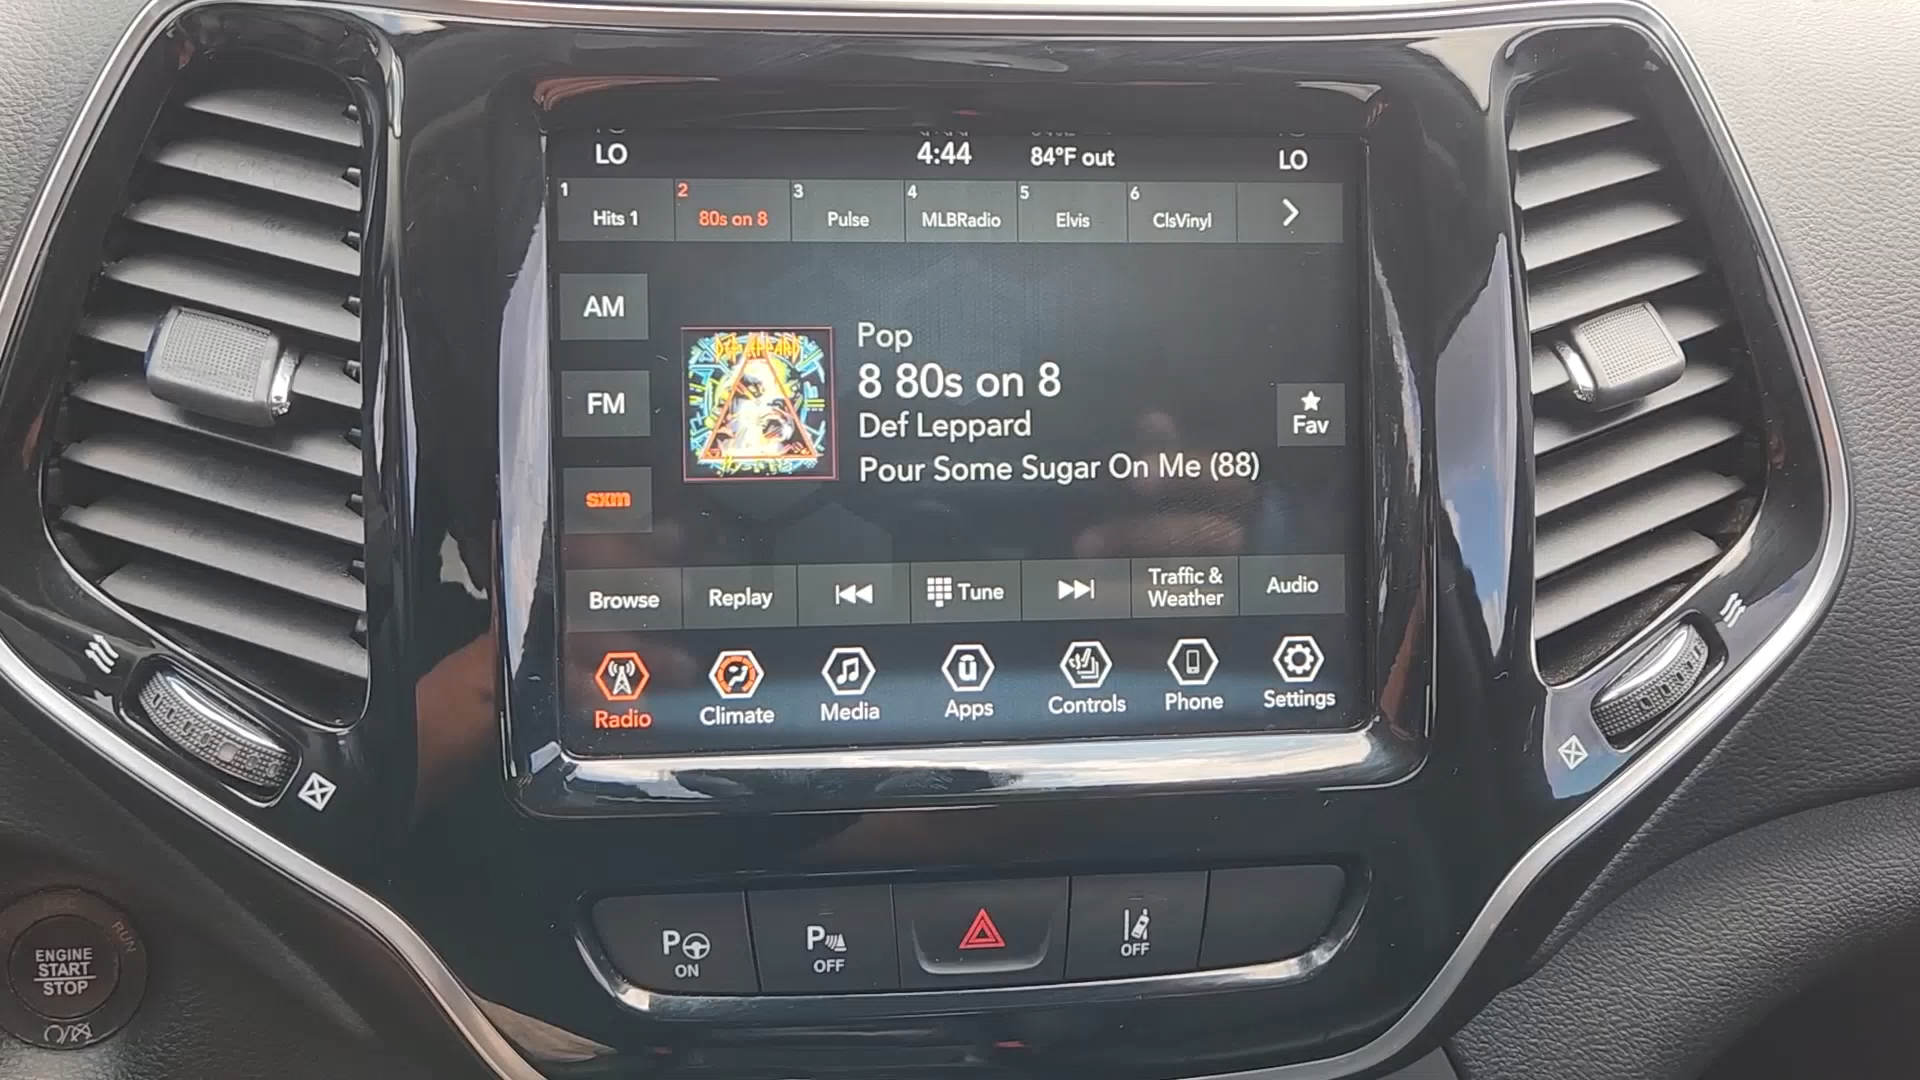 LO 4:44 84°F out LO
1 2 3 4 5 6
Hits 1 80s on 8 Pulse MLBRadio Elvis ClsVinyl
AM
FM
sxm
DEF LEPPARD
Pop
8 80s on 8
Def Leppard
Pour Some Sugar On Me (88)
Fav
Browse Replay Tune Traffic & Weather Audio
Radio Climate Media Apps Controls Phone Settings
P ON
P OFF
OFF
RUN
ENGINE
START
STOP